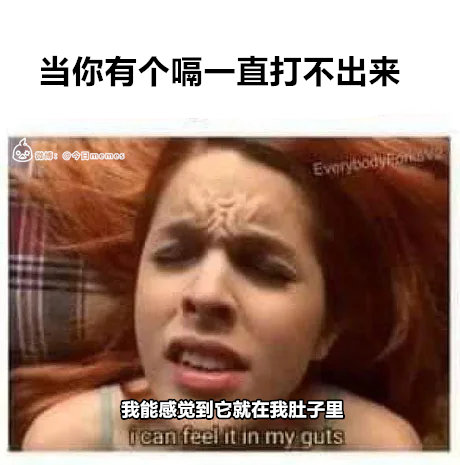 当你有个嗝一直打不出来
微博：@今日memes
我能感觉到它就在我肚子里
i can feel it in my guts